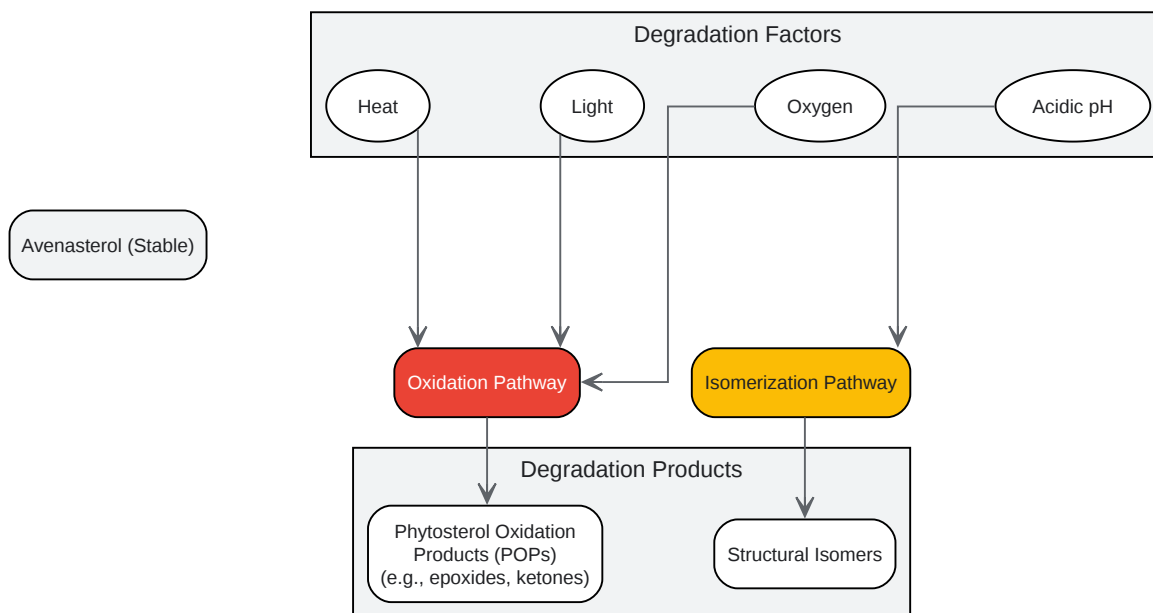 Degradation Factors
Heat
Light
Oxygen
Acidic pH
Avenasterol (Stable)
Oxidation Pathway
Isomerization Pathway
Degradation Products
Phytosterol Oxidation
Products (POPs)
(e.g., epoxides, ketones)
Structural Isomers